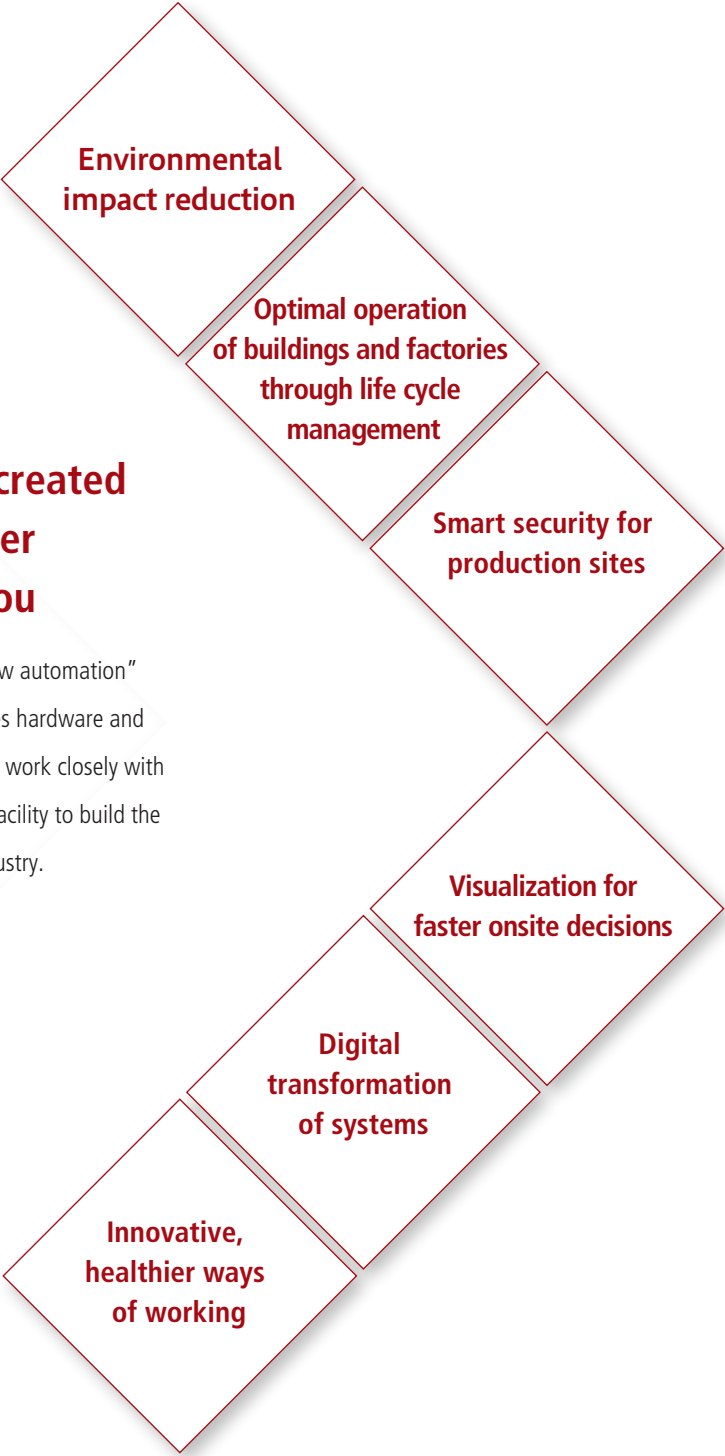 Environmental
impact reduction
Optimal operation
of buildings and factories
through life cycle
management
Smart security for
production sites
created
er
ou
w automation”
es hardware and
work closely with
acility to build the
ustry.
Visualization for
faster onsite decisions
Digital
transformation
of systems
Innovative,
healthier ways
of working